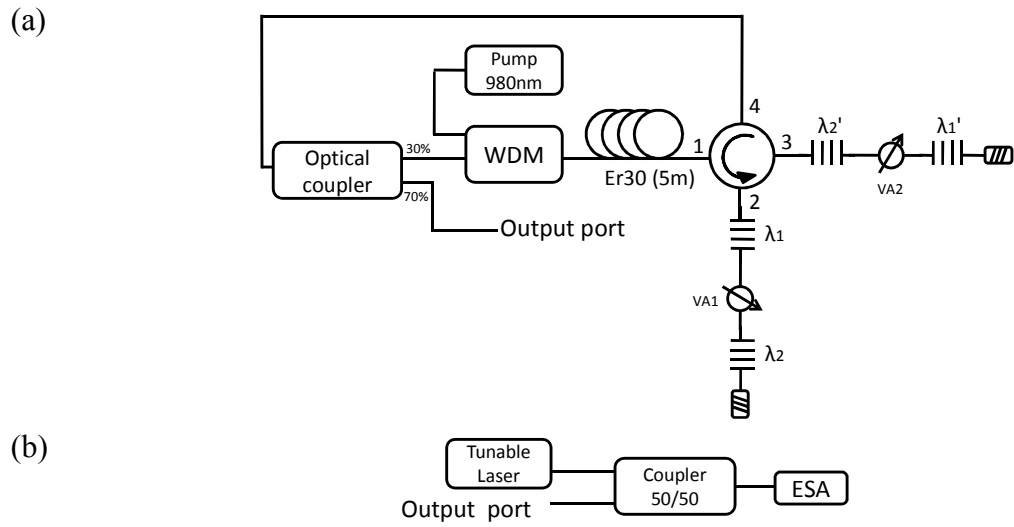 (a)
Pump
980nm
4
Optical
coupler
30%
70%
WDM
Er30 (5m)
1
3
2
λ2'
VA2
λ1'
Output port
λ1
VA1
λ2
(b)
Tunable
Laser
Output port
Coupler
50/50
ESA